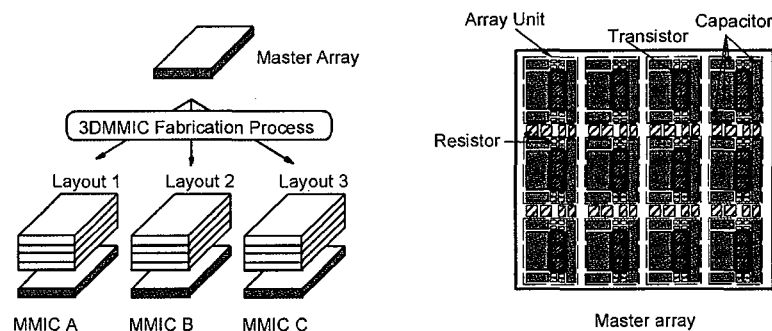 Master Array
3DMMIC Fabrication Process
Layout 1
Layout 2
Layout 3
MMIC A
MMIC B
MMIC C
Array Unit
Transistor
Capacitor
Resistor
Master array